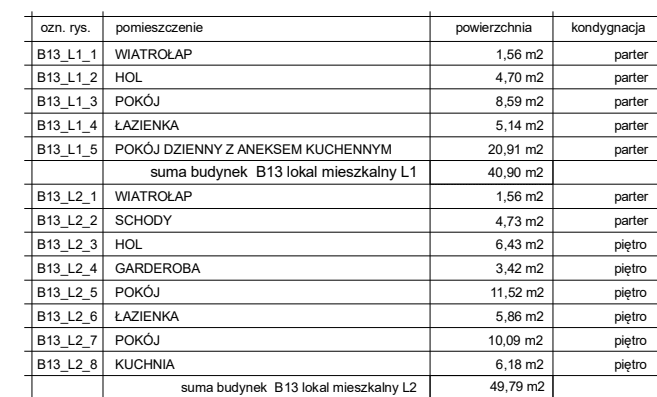 ozn. rys. pomieszczenie powierzchnia kondygnacja
B13_L1_1 WIATROŁAP 1,56 m2 parter
B13_L1_2 HOL 4,70 m2 parter
B13_L1_3 POKÓJ 8,59 m2 parter
B13_L1_4 ŁAZIENKA 5,14 m2 parter
B13_L1_5 POKÓJ DZIENNY Z ANEKSEM KUCHENNYM 20,91 m2 parter
suma budynek B13 lokal mieszkalny L1 40,90 m2
B13_L2_1 WIATROŁAP 1,56 m2 parter
B13_L2_2 SCHODY 4,73 m2 parter
B13_L2_3 HOL 6,43 m2 piętro
B13_L2_4 GARDEROBA 3,42 m2 piętro
B13_L2_5 POKÓJ 11,52 m2 piętro
B13_L2_6 ŁAZIENKA 5,86 m2 piętro
B13_L2_7 POKÓJ 10,09 m2 piętro
B13_L2_8 KUCHNIA 6,18 m2 piętro
suma budynek B13 lokal mieszkalny L2 49,79 m2